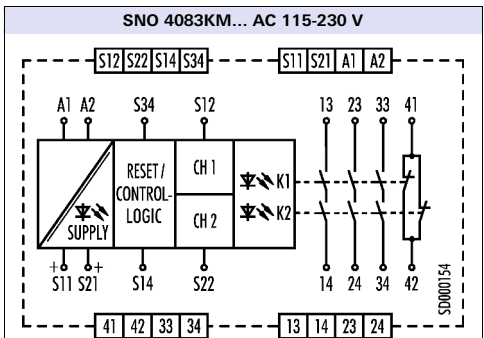 SNO 4083KM... AC 115-230 V
S12 S22 S14 S34 S11 S21 A1 A2
A1 A2 S34 S12 13 23 33 41
RESET / CONTROL-LOGIC
SUPPLY
CH 1
CH 2
K1
K2
+ +
S11 S21 S14 S22 14 24 34 42
SD000154
41 42 33 34 13 14 23 24